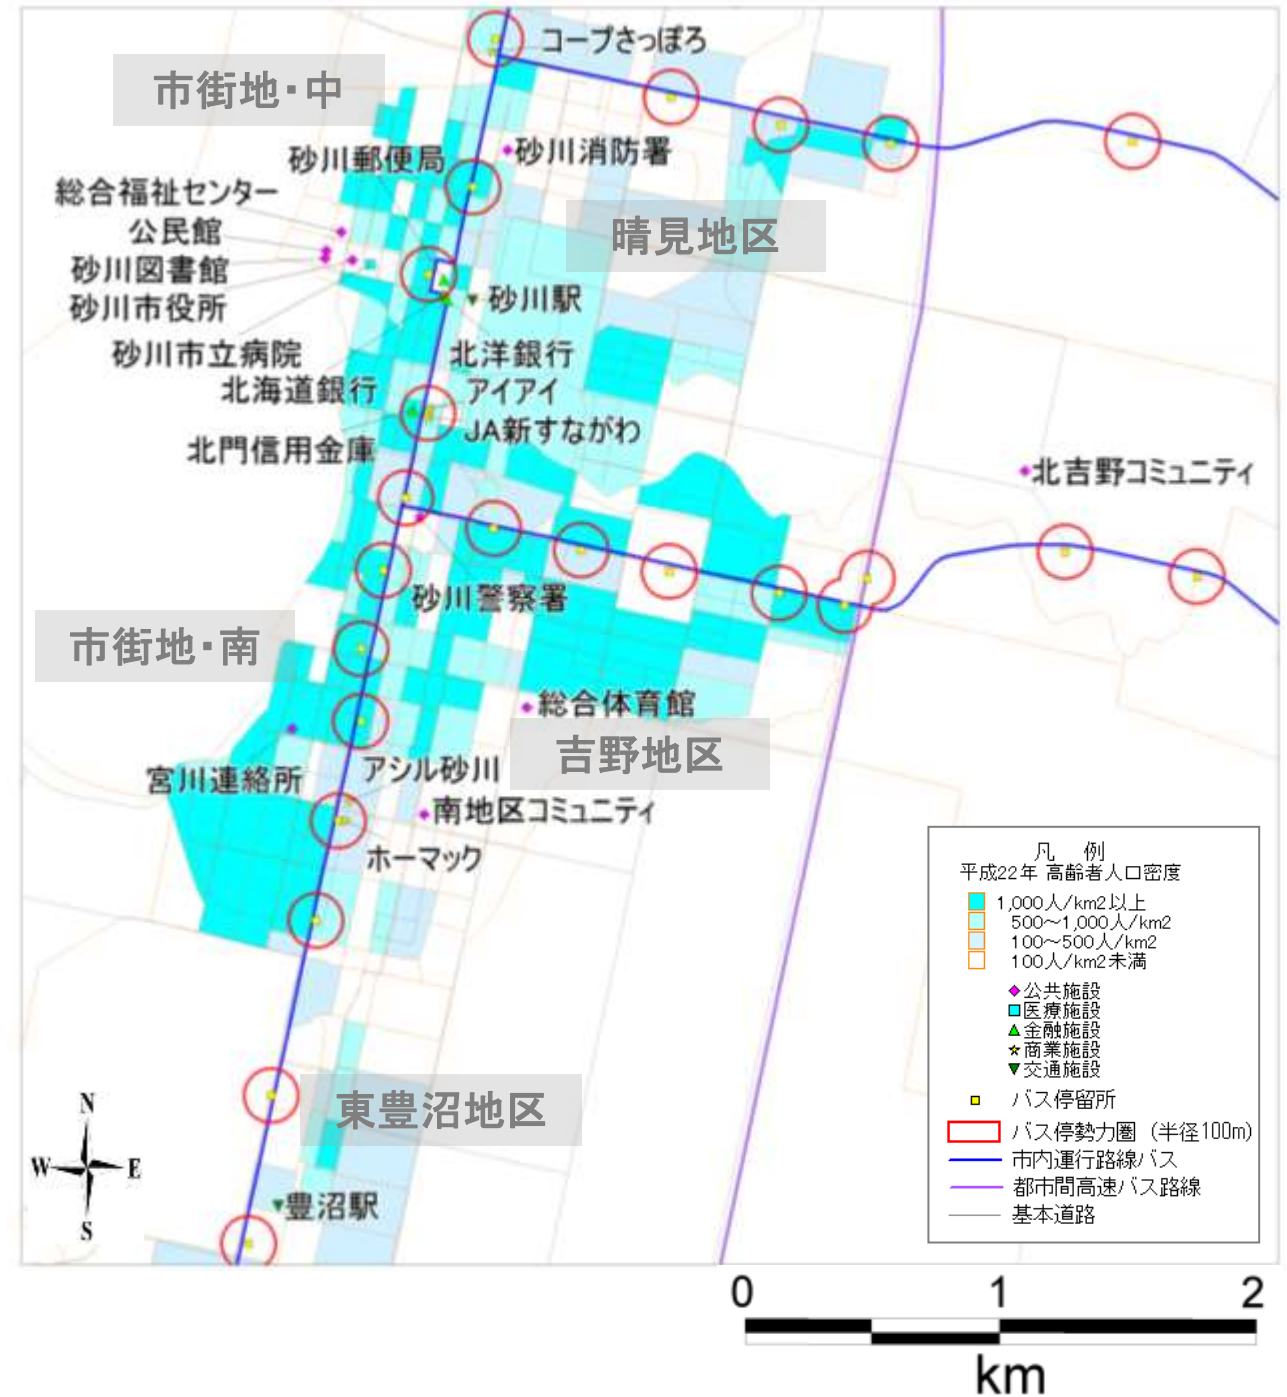 コープさっぽろ
市街地・中
砂川消防署
砂川郵便局
総合福祉センター
公民館
晴見地区
砂川図書館
砂川市役所
砂川駅
砂川市立病院
北洋銀行
北海道銀行
アイアイ
JA新すながわ
北門信用金庫
北吉野コミュニティ
砂川警察署
市街地・南
総合体育館
吉野地区
宮川連絡所
アシル砂川
南地区コミュニティ
ホーマック
凡 例
平成22年 高齢者人口密度
1,000人/km2以上
500～1,000人/km2
100～500人/km2
100人/km2未満
公共施設
医療施設
金融施設
商業施設
交通施設
バス停留所
バス停勢力圏 (半径100m)
市内運行路線バス
都市間高速バス路線
基本道路
東豊沼地区
N
W E
S
豊沼駅
0 1 2
km